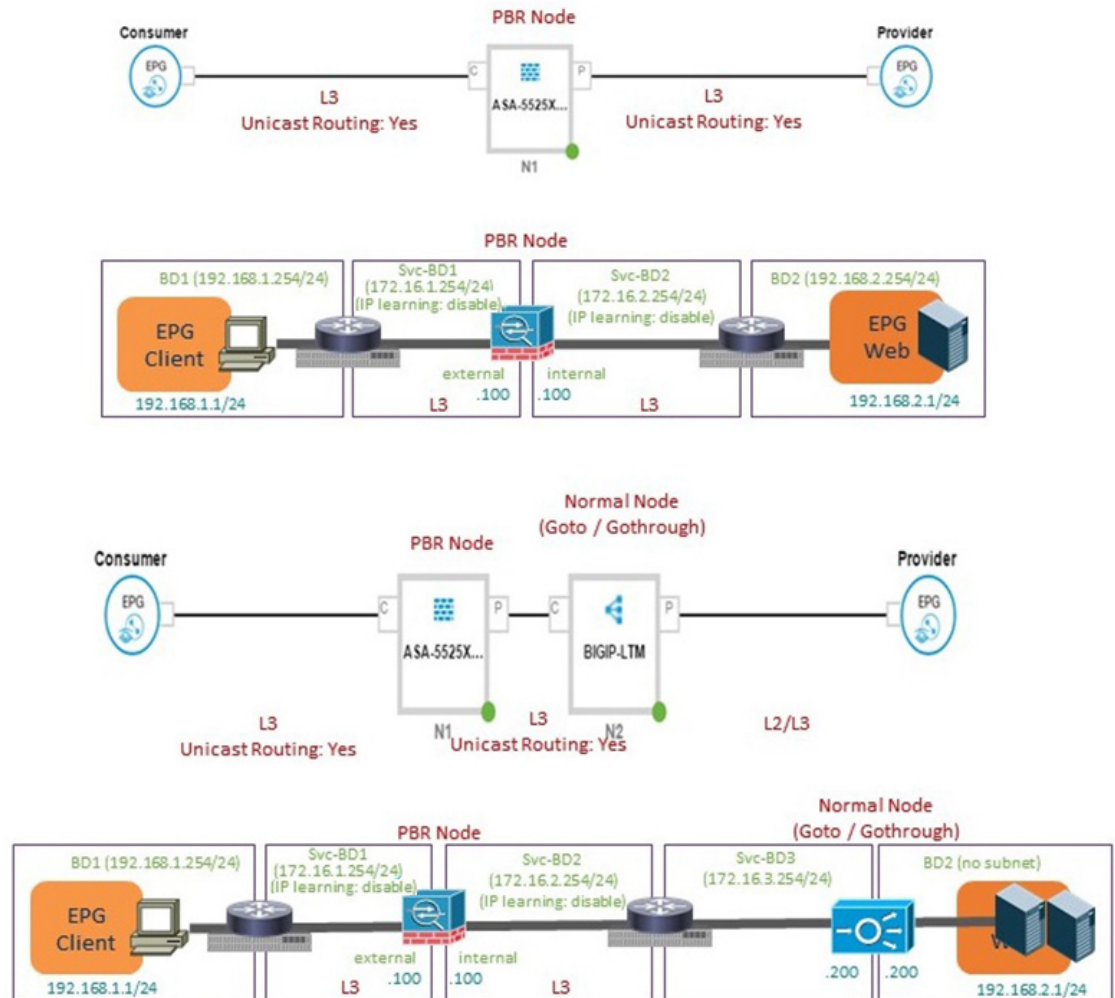 PBR Node
Consumer
Provider
EPG
C
P
EPG
ASA-5525X...
L3
Unicast Routing: Yes
L3
Unicast Routing: Yes
N1
PBR Node
BD1 (192.168.1.254/24)
Svc-BD1
(172.16.1.254/24)
(IP learning: disable)
Svc-BD2
(172.16.2.254/24)
(IP learning: disable)
BD2 (192.168.2.254/24)
EPG
Client
EPG
Web
external
.100
internal
.100
L3
L3
192.168.1.1/24
192.168.2.1/24
Normal Node
(Goto / Gothrough)
PBR Node
Consumer
Provider
EPG
C
P
C
P
EPG
ASA-5525X...
BIGIP-LTM
N1
N2
L3
Unicast Routing: Yes
L3
Unicast Routing: Yes
L2/L3
Normal Node
(Goto / Gothrough)
PBR Node
BD1 (192.168.1.254/24)
Svc-BD1
(172.16.1.254/24)
(IP learning: disable)
Svc-BD2
(172.16.2.254/24)
(IP learning: disable)
Svc-BD3
(172.16.3.254/24)
BD2 (no subnet)
EPG
Client
external
.100
internal
.100
.200
.200
L3
L3
192.168.1.1/24
192.168.2.1/24